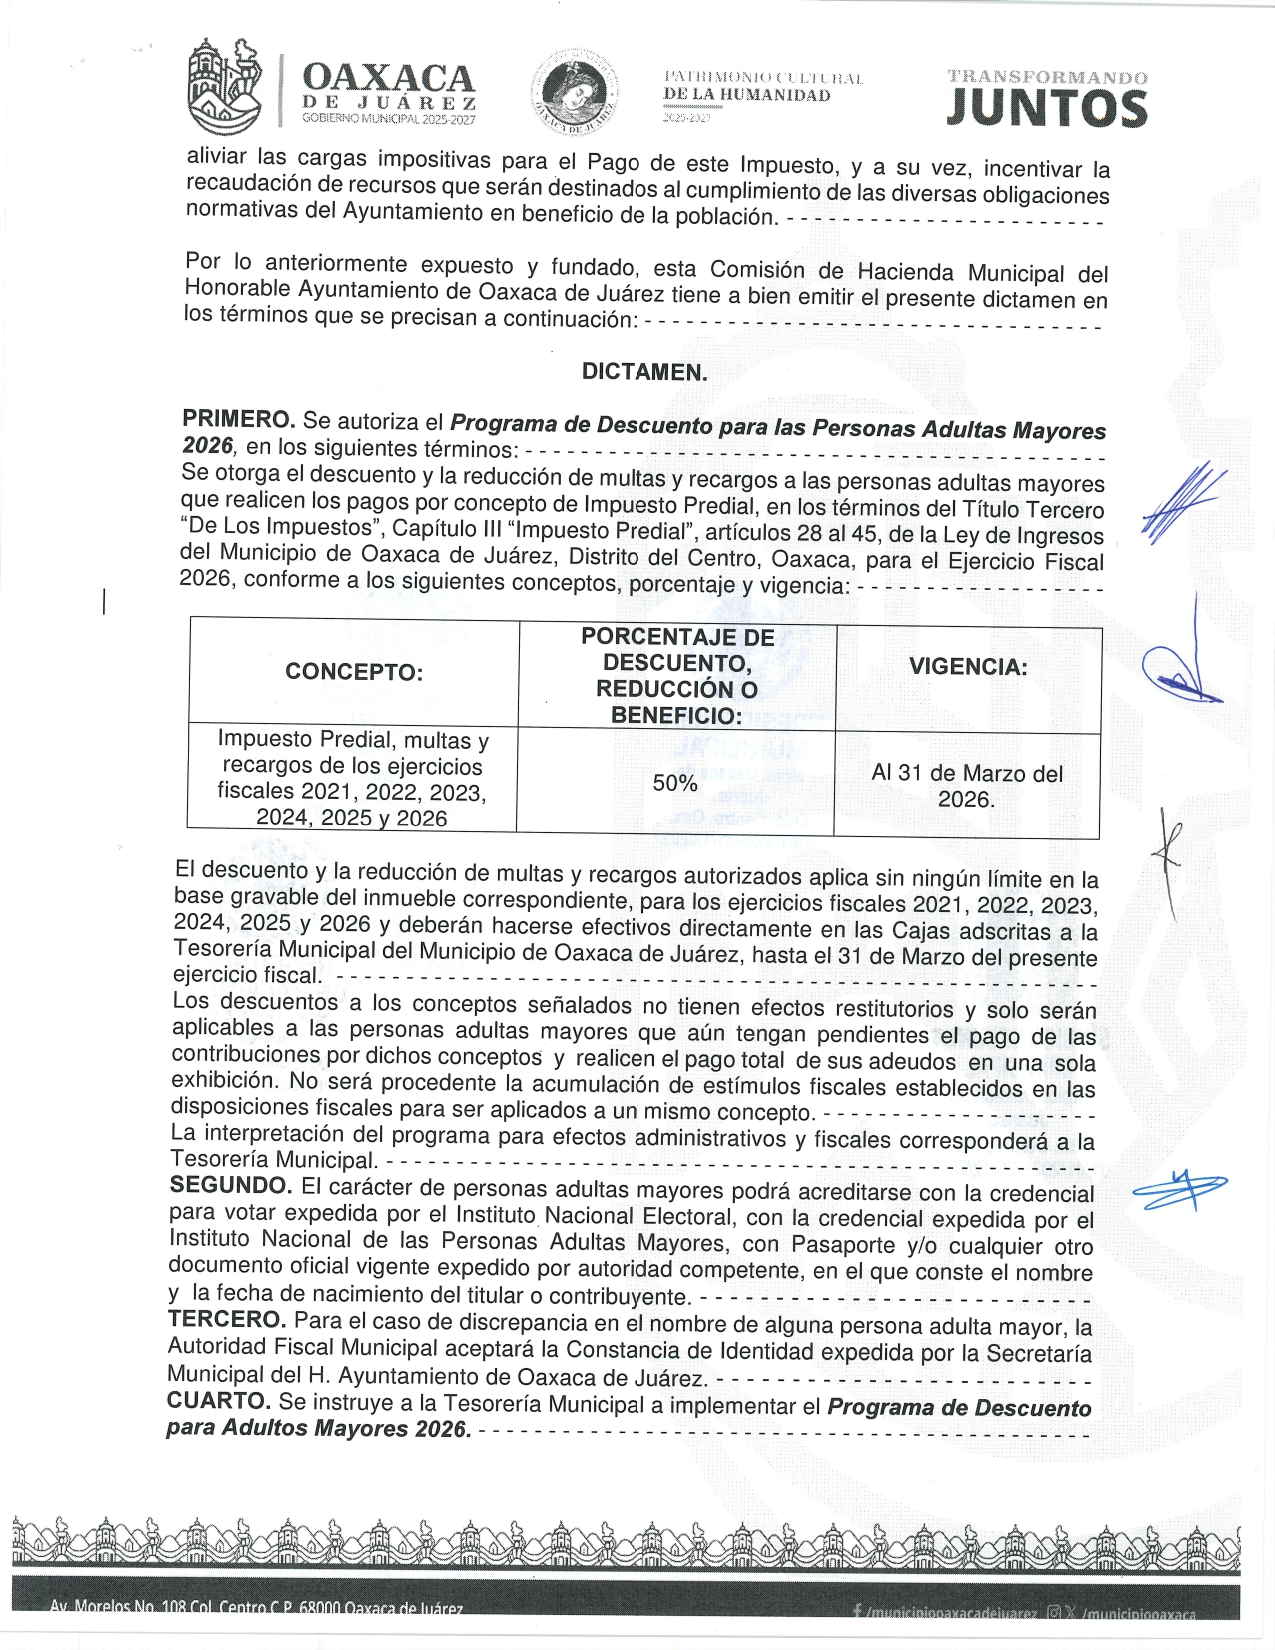 OAXACA
DE JUÁREZ
GOBIERNO MUNICIPAL 2025-2027
OAXACA DE JUÁREZ
PATRIMONIO CULTURAL
DE LA HUMANIDAD
2025-2027
TRANSFORMANDO
JUNTOS
aliviar las cargas impositivas para el Pago de este Impuesto, y a su vez, incentivar la
recaudación de recursos que serán destinados al cumplimiento de las diversas obligaciones
normativas del Ayuntamiento en beneficio de la población. - - - - - - - - - - - - - - - - - - - - - - -
Por lo anteriormente expuesto y fundado, esta Comisión de Hacienda Municipal del
Honorable Ayuntamiento de Oaxaca de Juárez tiene a bien emitir el presente dictamen en
los términos que se precisan a continuación: - - - - - - - - - - - - - - - - - - - - - - - - - - - - - - - - -
DICTAMEN.
PRIMERO. Se autoriza el Programa de Descuento para las Personas Adultas Mayores
2026, en los siguientes términos: - - - - - - - - - - - - - - - - - - - - - - - - - - - - - - - - - - - - - - - - - -
Se otorga el descuento y la reducción de multas y recargos a las personas adultas mayores
que realicen los pagos por concepto de Impuesto Predial, en los términos del Título Tercero
“De Los Impuestos”, Capítulo III “Impuesto Predial”, artículos 28 al 45, de la Ley de Ingresos
del Municipio de Oaxaca de Juárez, Distrito del Centro, Oaxaca, para el Ejercicio Fiscal
2026, conforme a los siguientes conceptos, porcentaje y vigencia: - - - - - - - - - - - - - - - - - -
CONCEPTO:
PORCENTAJE DE
DESCUENTO,
REDUCCIÓN O
BENEFICIO:
VIGENCIA:
Impuesto Predial, multas y
recargos de los ejercicios
fiscales 2021, 2022, 2023,
2024, 2025 y 2026
50%
Al 31 de Marzo del
2026.
El descuento y la reducción de multas y recargos autorizados aplica sin ningún límite en la
base gravable del inmueble correspondiente, para los ejercicios fiscales 2021, 2022, 2023,
2024, 2025 y 2026 y deberán hacerse efectivos directamente en las Cajas adscritas a la
Tesorería Municipal del Municipio de Oaxaca de Juárez, hasta el 31 de Marzo del presente
ejercicio fiscal. - - - - - - - - - - - - - - - - - - - - - - - - - - - - - - - - - - - - - - - - - - - - - - - - - - - - - -
Los descuentos a los conceptos señalados no tienen efectos restitutorios y solo serán
aplicables a las personas adultas mayores que aún tengan pendientes el pago de las
contribuciones por dichos conceptos y realicen el pago total de sus adeudos en una sola
exhibición. No será procedente la acumulación de estímulos fiscales establecidos en las
disposiciones fiscales para ser aplicados a un mismo concepto. - - - - - - - - - - - - - - - - - - - -
La interpretación del programa para efectos administrativos y fiscales corresponderá a la
Tesorería Municipal. - - - - - - - - - - - - - - - - - - - - - - - - - - - - - - - - - - - - - - - - - - - - - - - - - - -
SEGUNDO. El carácter de personas adultas mayores podrá acreditarse con la credencial
para votar expedida por el Instituto Nacional Electoral, con la credencial expedida por el
Instituto Nacional de las Personas Adultas Mayores, con Pasaporte y/o cualquier otro
documento oficial vigente expedido por autoridad competente, en el que conste el nombre
y la fecha de nacimiento del titular o contribuyente. - - - - - - - - - - - - - - - - - - - - - - - - - - - -
TERCERO. Para el caso de discrepancia en el nombre de alguna persona adulta mayor, la
Autoridad Fiscal Municipal aceptará la Constancia de Identidad expedida por la Secretaría
Municipal del H. Ayuntamiento de Oaxaca de Juárez. - - - - - - - - - - - - - - - - - - - - - - - - - - -
CUARTO. Se instruye a la Tesorería Municipal a implementar el Programa de Descuento
para Adultos Mayores 2026. - - - - - - - - - - - - - - - - - - - - - - - - - - - - - - - - - - - - - - - - - - - -
Av. Morelos No. 108 Col. Centro C.P. 68000 Oaxaca de Juárez
/municipiooaxacadejuarez
/municipiooaxaca